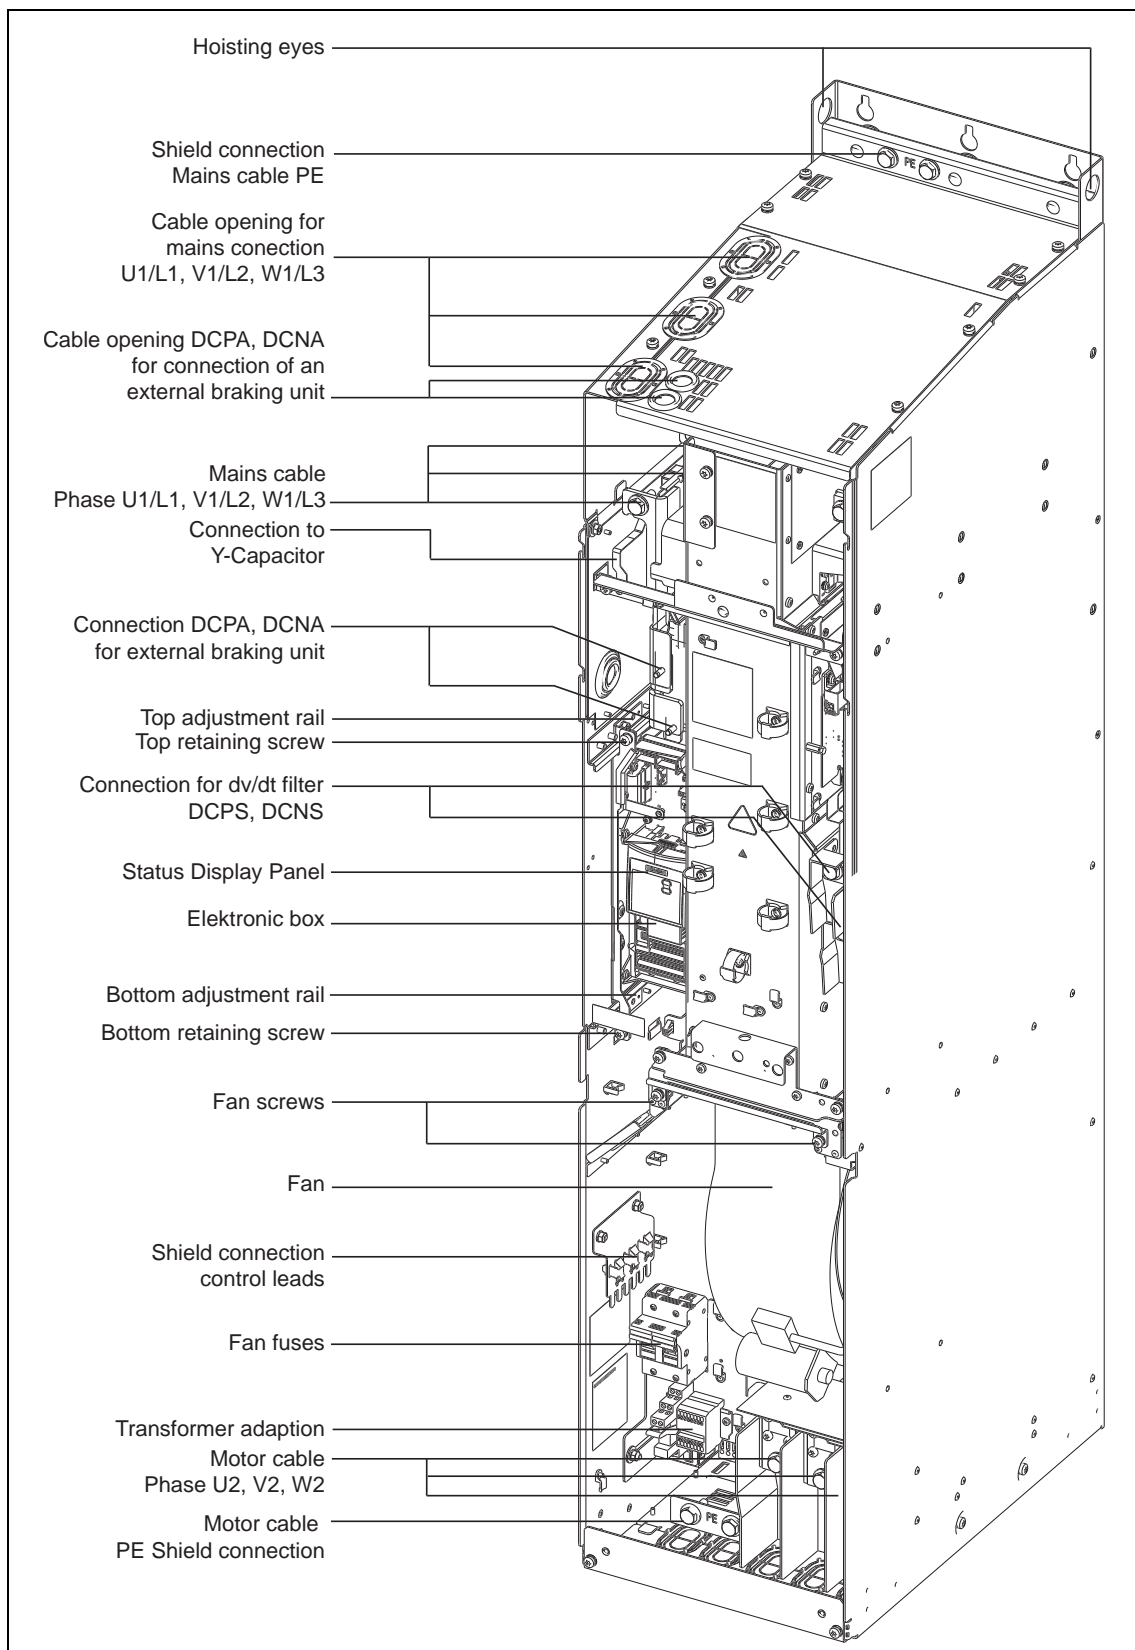 Hoisting eyes
Shield connection
Mains cable PE
PE
Cable opening for
mains conection
U1/L1, V1/L2, W1/L3
Cable opening DCPA, DCNA
for connection of an
external braking unit
Mains cable
Phase U1/L1, V1/L2, W1/L3
Connection to
Y-Capacitor
Connection DCPA, DCNA
for external braking unit
Top adjustment rail
Top retaining screw
Connection for dv/dt filter
DCPS, DCNS
Status Display Panel
Elektronic box
Bottom adjustment rail
Bottom retaining screw
Fan screws
Fan
Shield connection
control leads
Fan fuses
Transformer adaption
Motor cable
Phase U2, V2, W2
Motor cable
PE Shield connection
PE